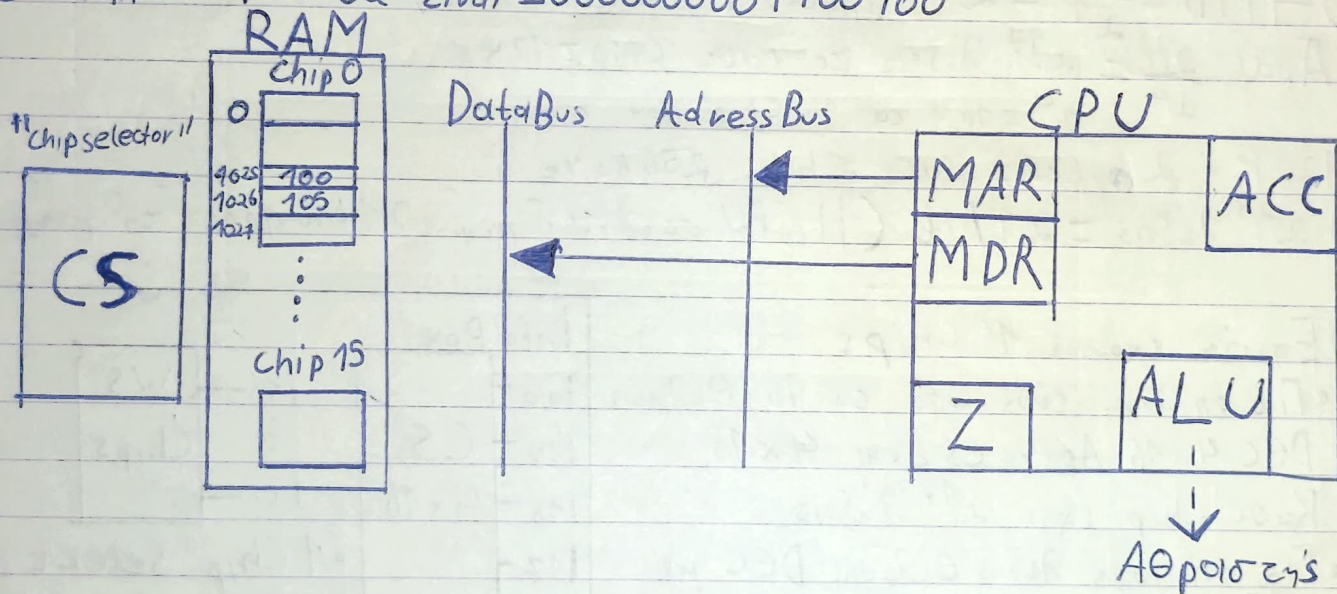 0000000001100100
RAM
Chip 0
0
"Chipselector"
CS
1025 100
1026 105
1027
Chip 15
DataBus
AdressBus
CPU
MAR
MDR
ACC
Z
ALU
Αθροιστής